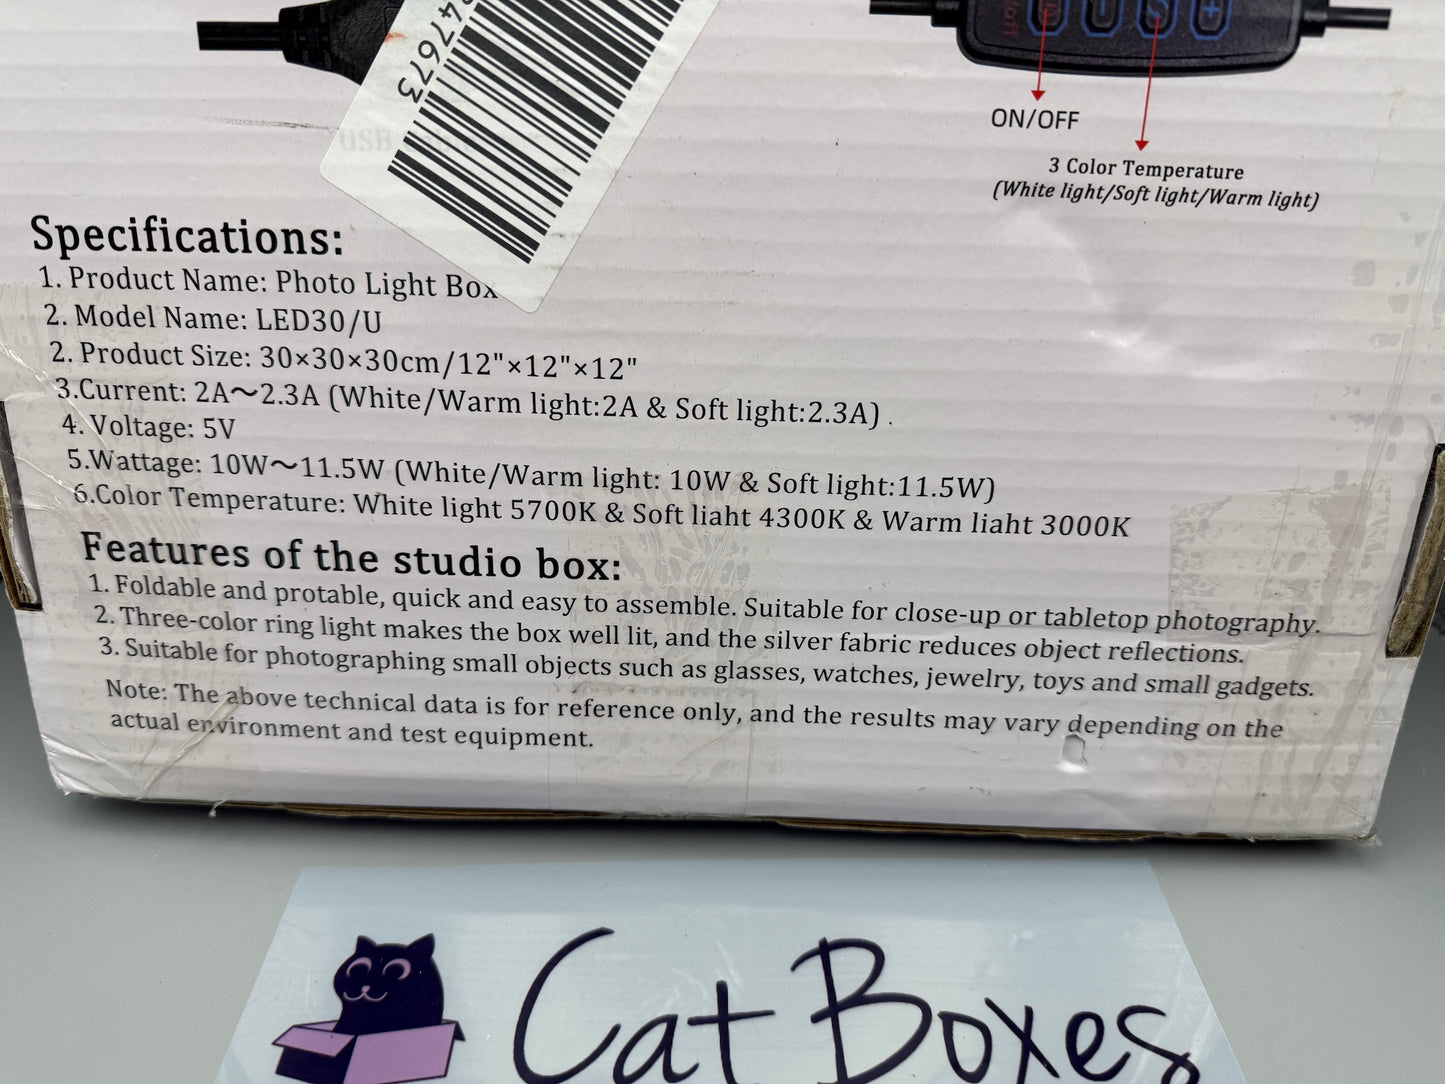 47673
ON/OFF
3 Color Temperature
(White light/Soft light/Warm light)
USB
Specifications:
1. Product Name: Photo Light Box
2. Model Name: LED30/U
2. Product Size: 30×30×30cm/12"×12"×12"
3.Current: 2A～2.3A (White/Warm light:2A & Soft light:2.3A) .
4. Voltage: 5V
5.Wattage: 10W～11.5W (White/Warm light: 10W & Soft light:11.5W)
6.Color Temperature: White light 5700K & Soft liaht 4300K & Warm liaht 3000K
Features of the studio box:
1. Foldable and protable, quick and easy to assemble. Suitable for close-up or tabletop photography.
2. Three-color ring light makes the box well lit, and the silver fabric reduces object reflections.
3. Suitable for photographing small objects such as glasses, watches, jewelry, toys and small gadgets.
Note: The above technical data is for reference only, and the results may vary depending on the
actual environment and test equipment.
Cat Boxes